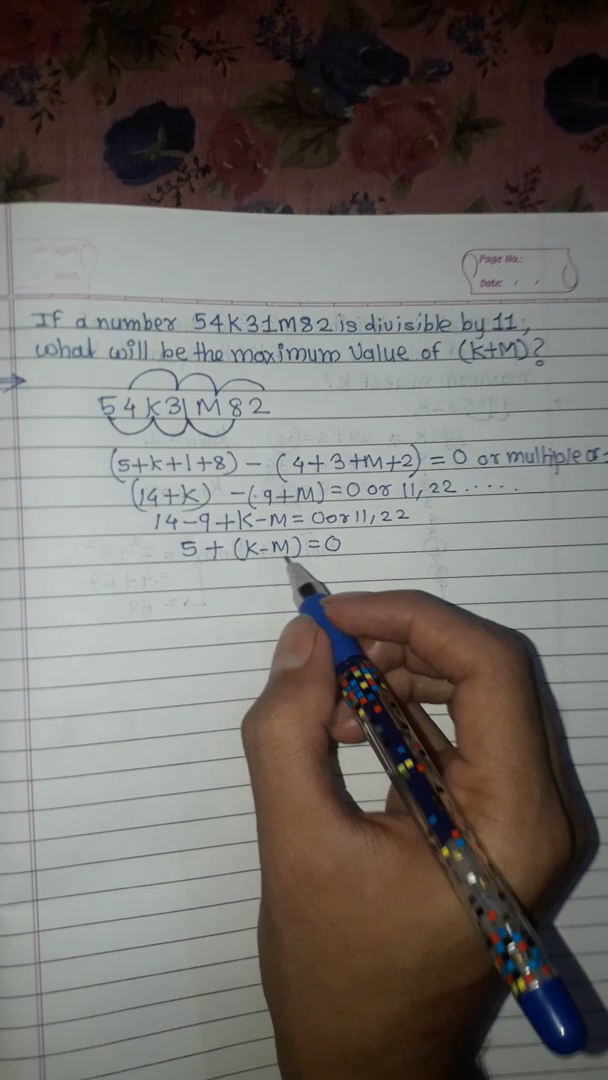 Page No.:
Date: , ,
If a number 54K31M82 is divisible by 11,
what will be the maximum Value of (K+M)?
54K31M82
(5+K+1+8) - (4+3+M+2) = 0 or multiple of
(14+K) -(9+M)=0 or 11, 22 .....
14-9+K-M=0or 11, 22
5+(K-M)=0